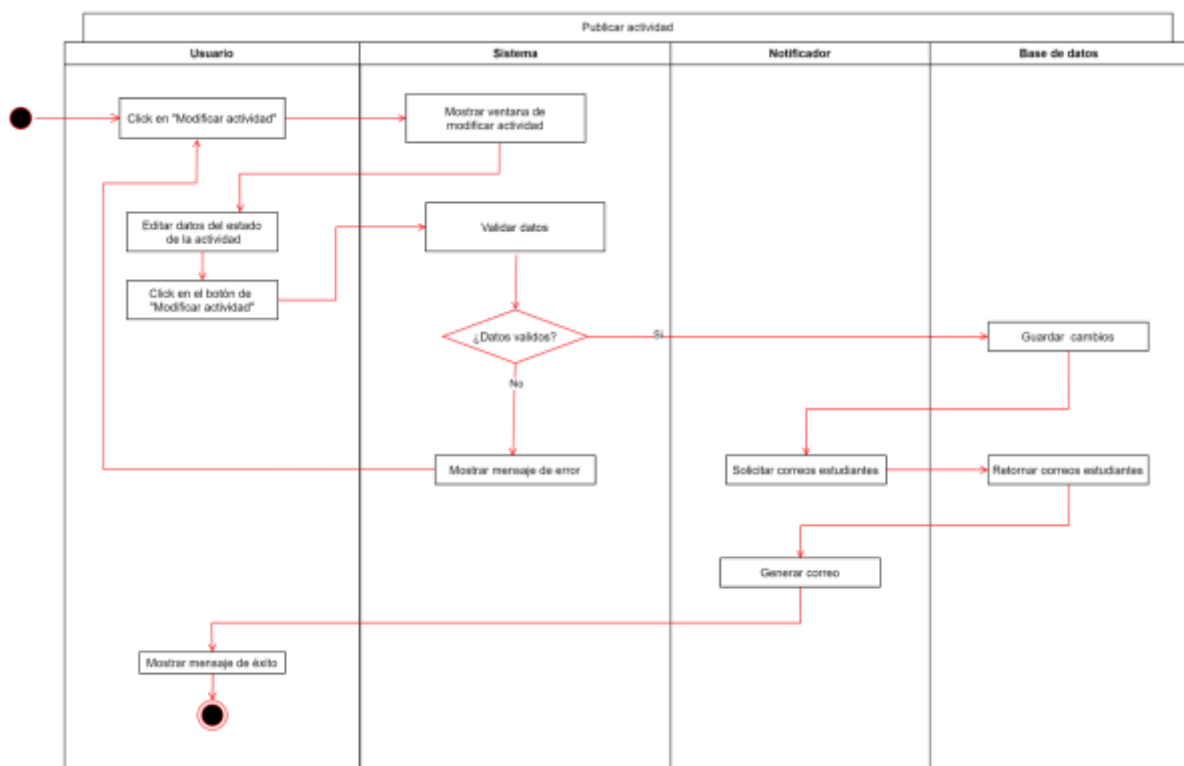 Publicar actividad
Usuario
Sistema
Notificador
Base de datos
Click en "Modificar actividad"
Mostrar ventana de
modificar actividad
Editar datos del estado
de la actividad
Validar datos
Click en el botón de
"Modificar actividad"
¿Datos validos?
Si
Guardar cambios
No
Mostrar mensaje de error
Solicitar correos estudiantes
Retornar correos estudiantes
Generar correo
Mostrar mensaje de éxito